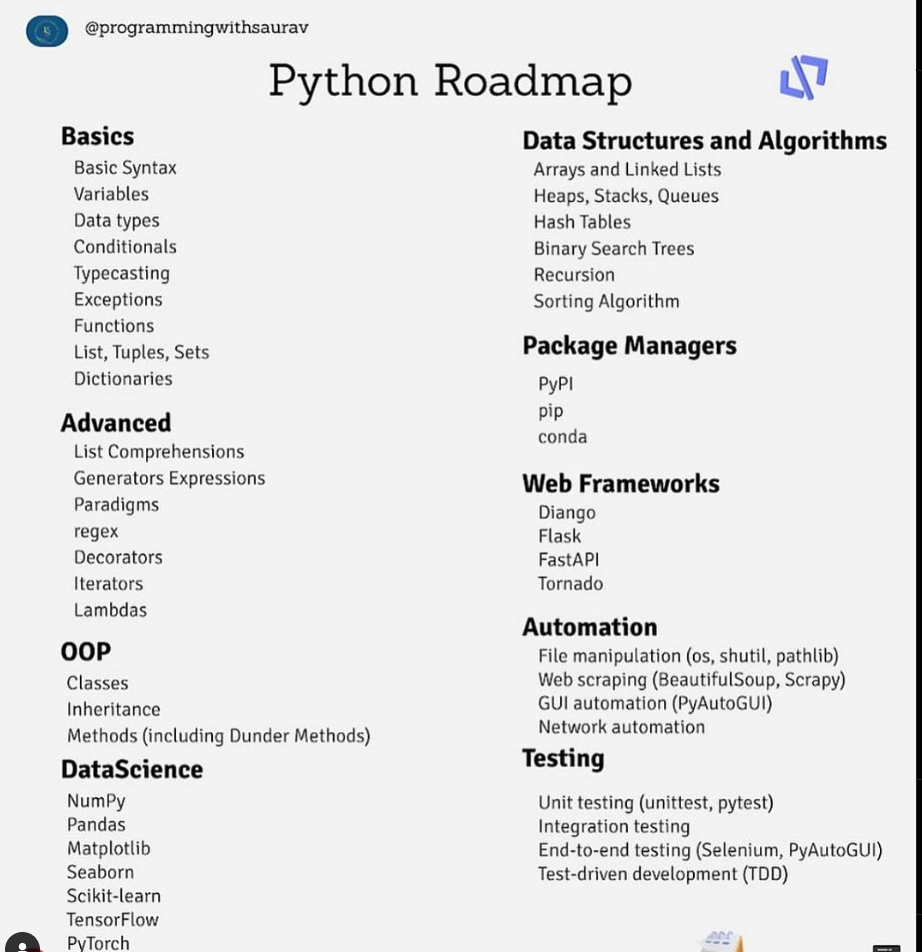 @programmingwithsaurav
Python Roadmap
Basics
Basic Syntax
Variables
Data types
Conditionals
Typecasting
Exceptions
Functions
List, Tuples, Sets
Dictionaries
Advanced
List Comprehensions
Generators Expressions
Paradigms
regex
Decorators
Iterators
Lambdas
OOP
Classes
Inheritance
Methods (including Dunder Methods)
DataScience
NumPy
Pandas
Matplotlib
Seaborn
Scikit-learn
TensorFlow
PyTorch
Data Structures and Algorithms
Arrays and Linked Lists
Heaps, Stacks, Queues
Hash Tables
Binary Search Trees
Recursion
Sorting Algorithm
Package Managers
PyPI
pip
conda
Web Frameworks
Diango
Flask
FastAPI
Tornado
Automation
File manipulation (os, shutil, pathlib)
Web scraping (BeautifulSoup, Scrapy)
GUI automation (PyAutoGUI)
Network automation
Testing
Unit testing (unittest, pytest)
Integration testing
End-to-end testing (Selenium, PyAutoGUI)
Test-driven development (TDD)